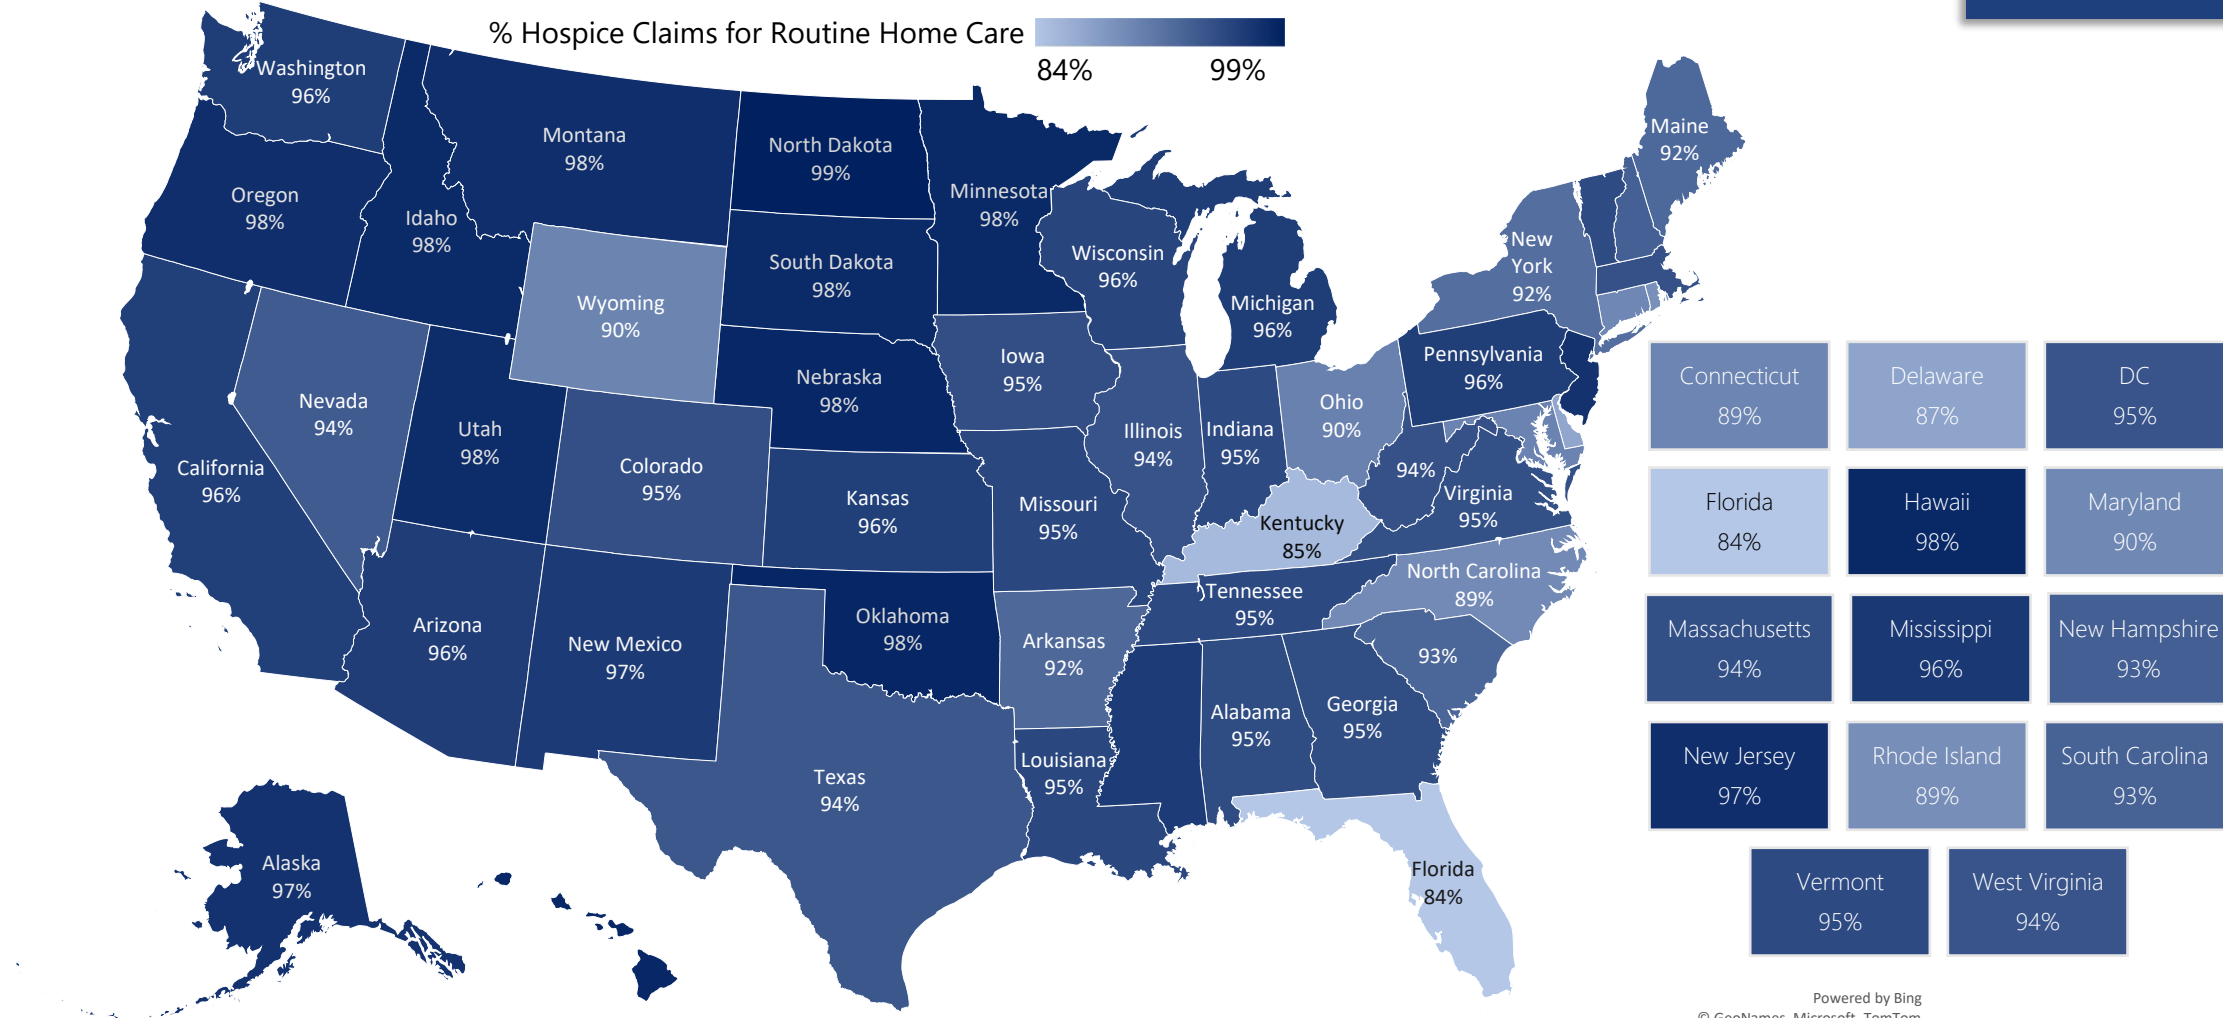 % Hospice Claims for Routine Home Care
84%
99%
Washington
96%
Montana
98%
North Dakota
99%
Minnesota
98%
Oregon
98%
Idaho
98%
South Dakota
98%
Wisconsin
96%
Michigan
96%
Maine
92%
New
York
92%
Wyoming
90%
Nebraska
98%
Iowa
95%
Pennsylvania
96%
Nevada
94%
Utah
98%
Colorado
95%
Illinois
94%
Indiana
95%
Ohio
90%
94%
Virginia
95%
California
96%
Kansas
96%
Missouri
95%
Kentucky
85%
North Carolina
89%
Tennessee
95%
Arizona
96%
New Mexico
97%
Oklahoma
98%
Arkansas
92%
93%
Alabama
95%
Georgia
95%
Louisiana
95%
Texas
94%
Florida
84%
Alaska
97%
Connecticut
89%
Delaware
87%
DC
95%
Florida
84%
Hawaii
98%
Maryland
90%
Massachusetts
94%
Mississippi
96%
New Hampshire
93%
New Jersey
97%
Rhode Island
89%
South Carolina
93%
Vermont
95%
West Virginia
94%
Powered by Bing
© GeoNames, Microsoft, TomTom